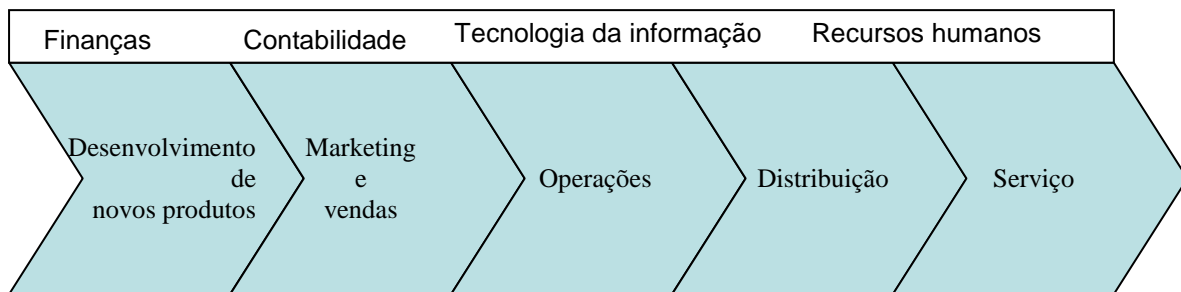 Finanças
Contabilidade
Tecnologia da informação
Recursos humanos
Desenvolvimento
de
novos produtos
Marketing
e
vendas
Operações
Distribuição
Serviço